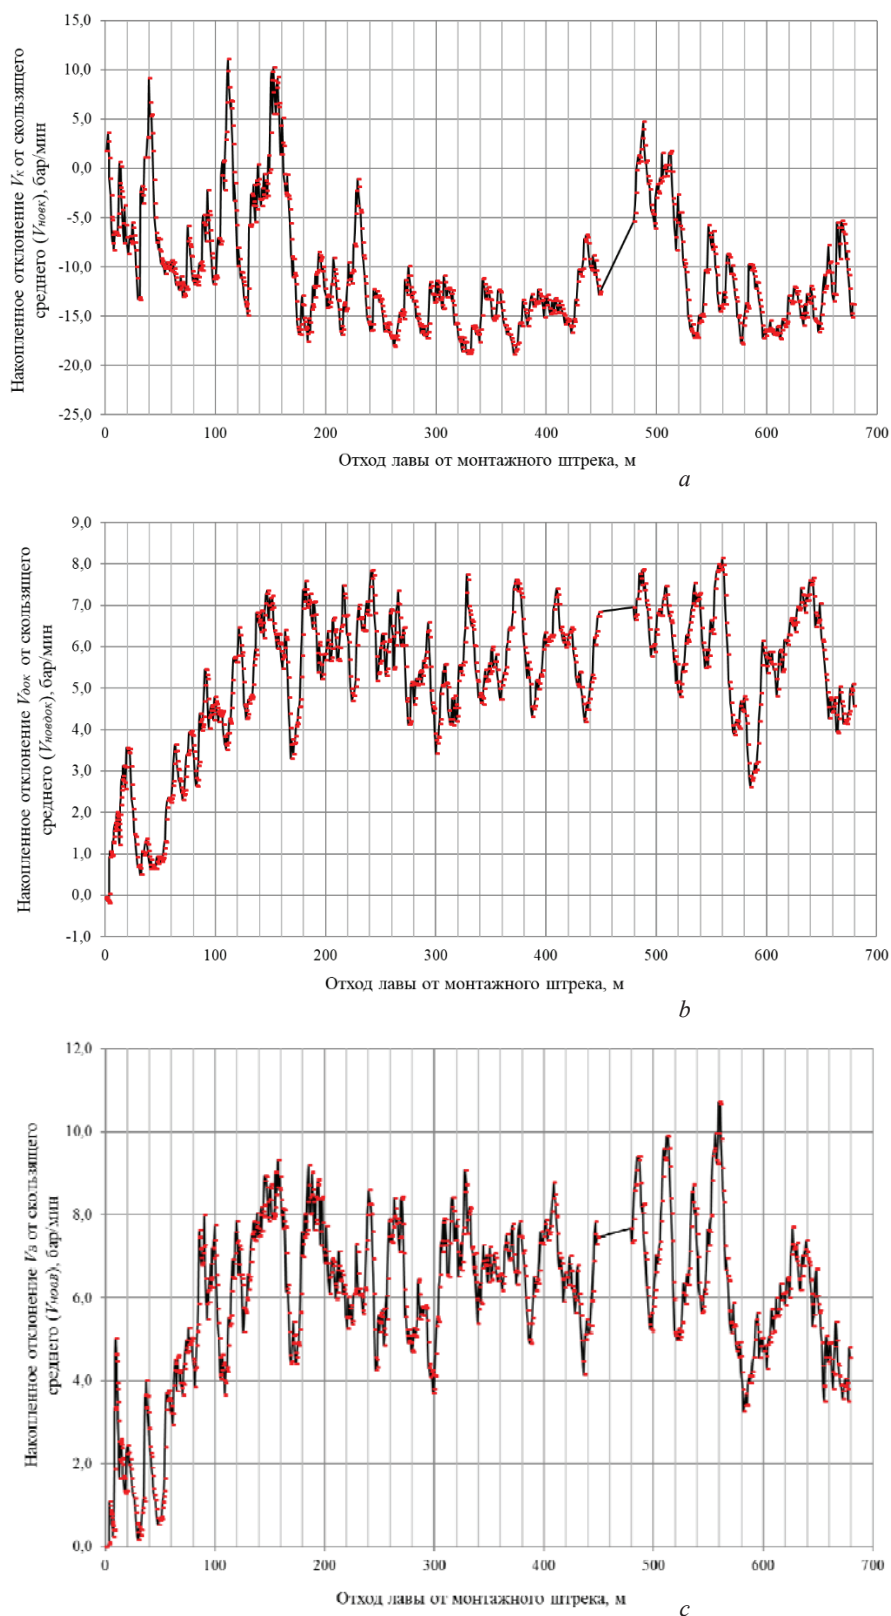 Накопленное отклонение Vк от скользящего
среднего (Vновк), бар/мин
15,0
10,0
5,0
0,0
-5,0
-10,0
-15,0
-20,0
-25,0
0 100 200 300 400 500 600 700
Отход лавы от монтажного штрека, м
a
Накопленное отклонение Vдок от скользящего
среднего (Vновдок), бар/мин
9,0
8,0
7,0
6,0
5,0
4,0
3,0
2,0
1,0
0,0
-1,0
0 100 200 300 400 500 600 700
Отход лавы от монтажного штрека, м
b
Накопленное отклонение Vв от скользящего
среднего (Vноав), бар/мин
12,0
10,0
8,0
6,0
4,0
2,0
0,0
0 100 200 300 400 500 600 700
Отход лавы от монтажного штрека, м
c